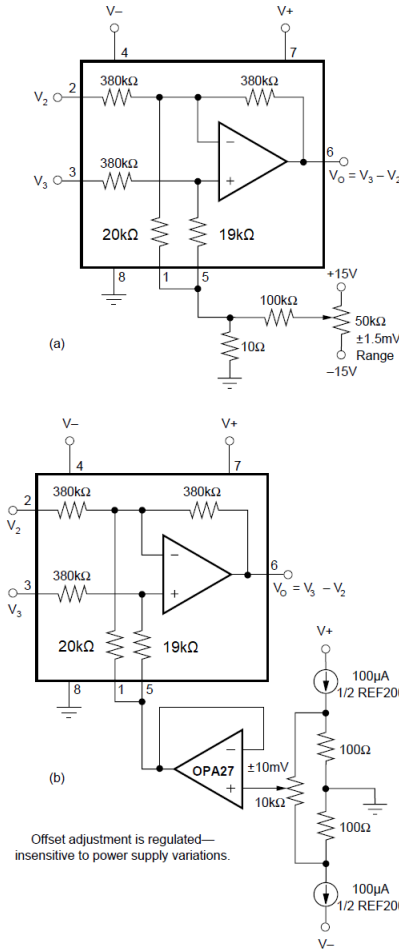 V– V+
4 7
380kΩ 380kΩ
2
V2
6
3 380kΩ
V3
VO = V3 – V2
20kΩ 19kΩ
8 1 5
+15V
100kΩ
50kΩ
±1.5mV
Range
10Ω
–15V
(a)
V– V+
4 7
380kΩ 380kΩ
2
V2
6
3 380kΩ
V3
VO = V3 – V2
20kΩ 19kΩ
8 1 5
V+
100µA
1/2 REF200
OPA27
±10mV
10kΩ
100Ω
100Ω
(b)
Offset adjustment is regulated—
insensitive to power supply variations.
100µA
1/2 REF200
V–